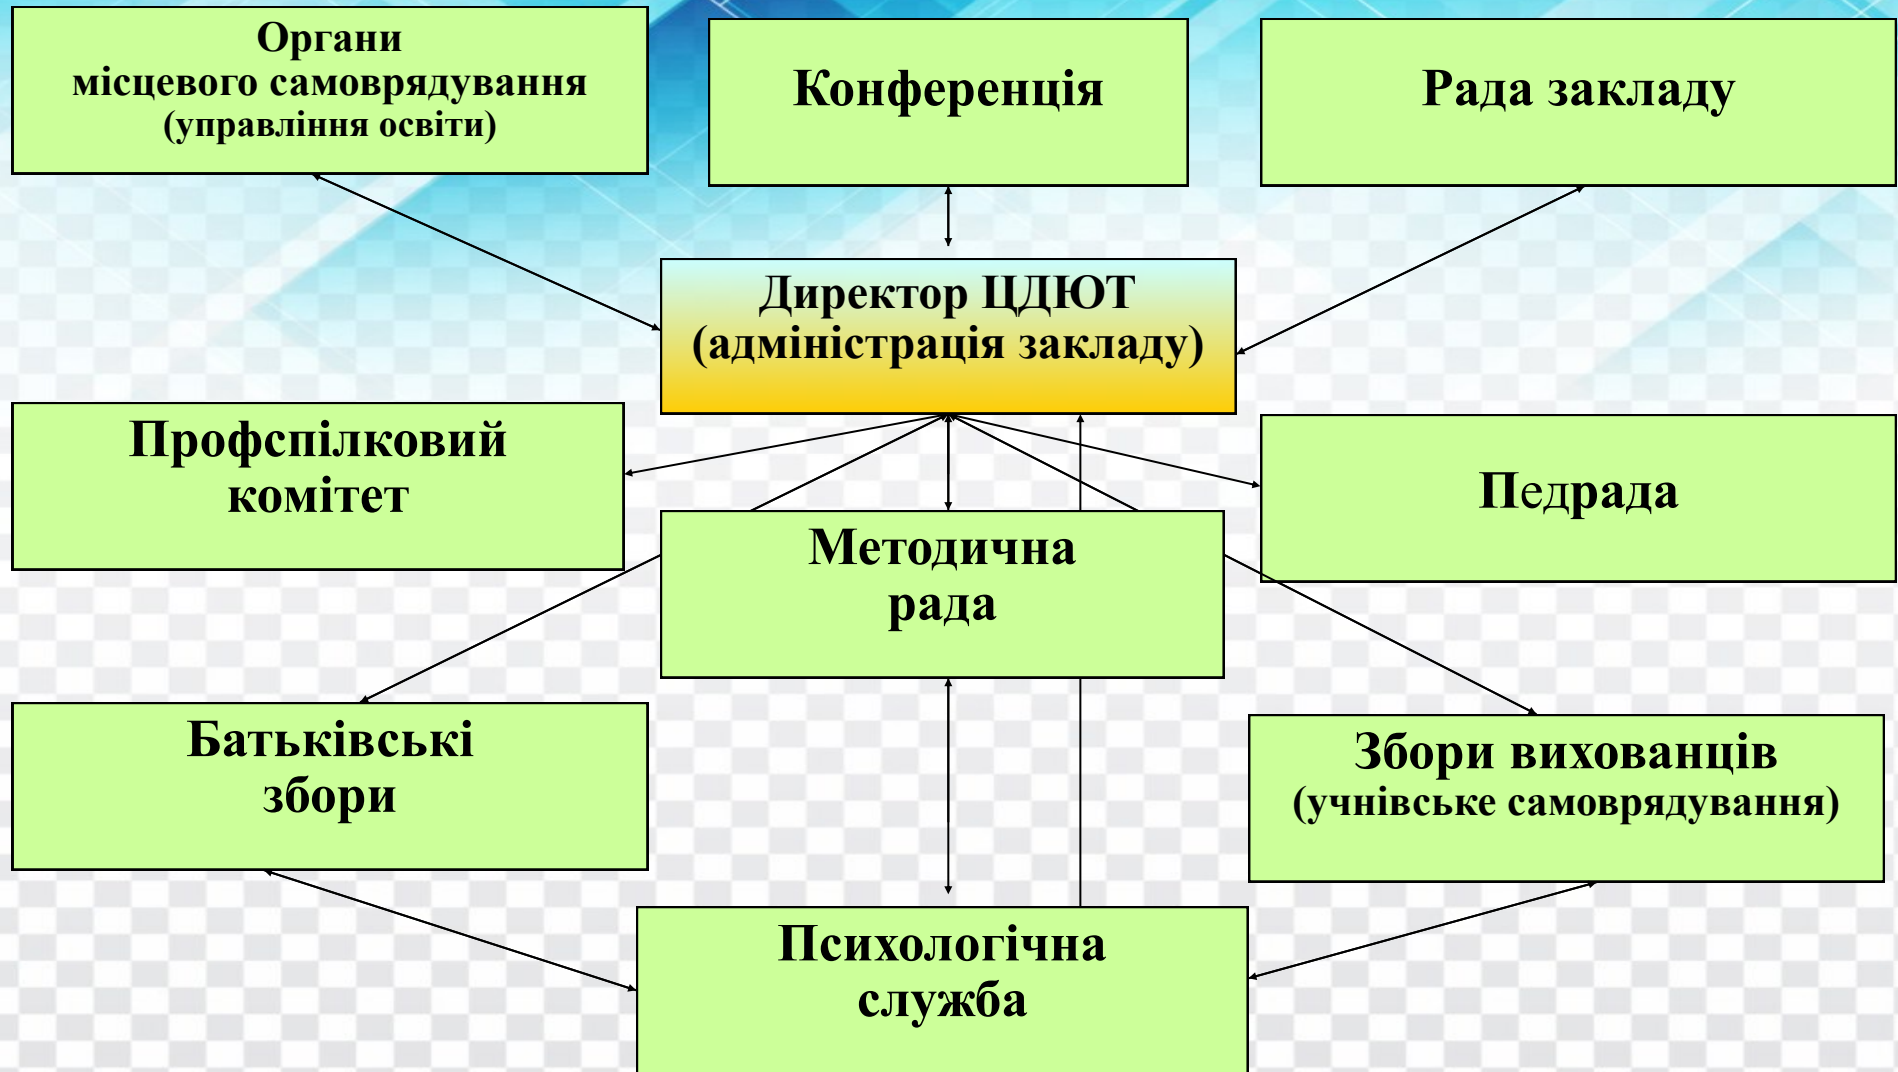 Органи
місцевого самоврядування
(управління освіти)
Конференція
Рада закладу
Директор ЦДЮТ
(адміністрація закладу)
Профспілковий
комітет
Методична
рада
Педрада
Батьківські
збори
Збори вихованців
(учнівське самоврядування)
Психологічна
служба